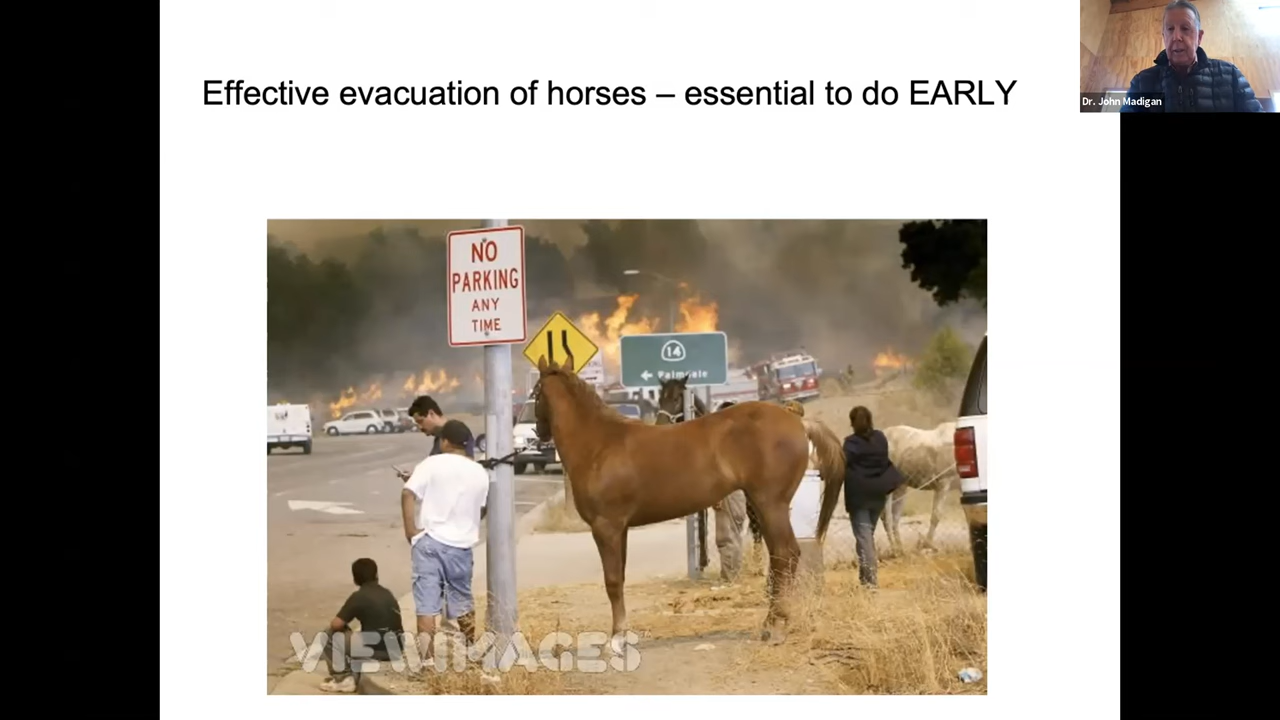 Effective evacuation of horses – essential to do EARLY
Dr. John Madigan
NO
PARKING
ANY
TIME
14
Palmdale
VIEWIMAGES